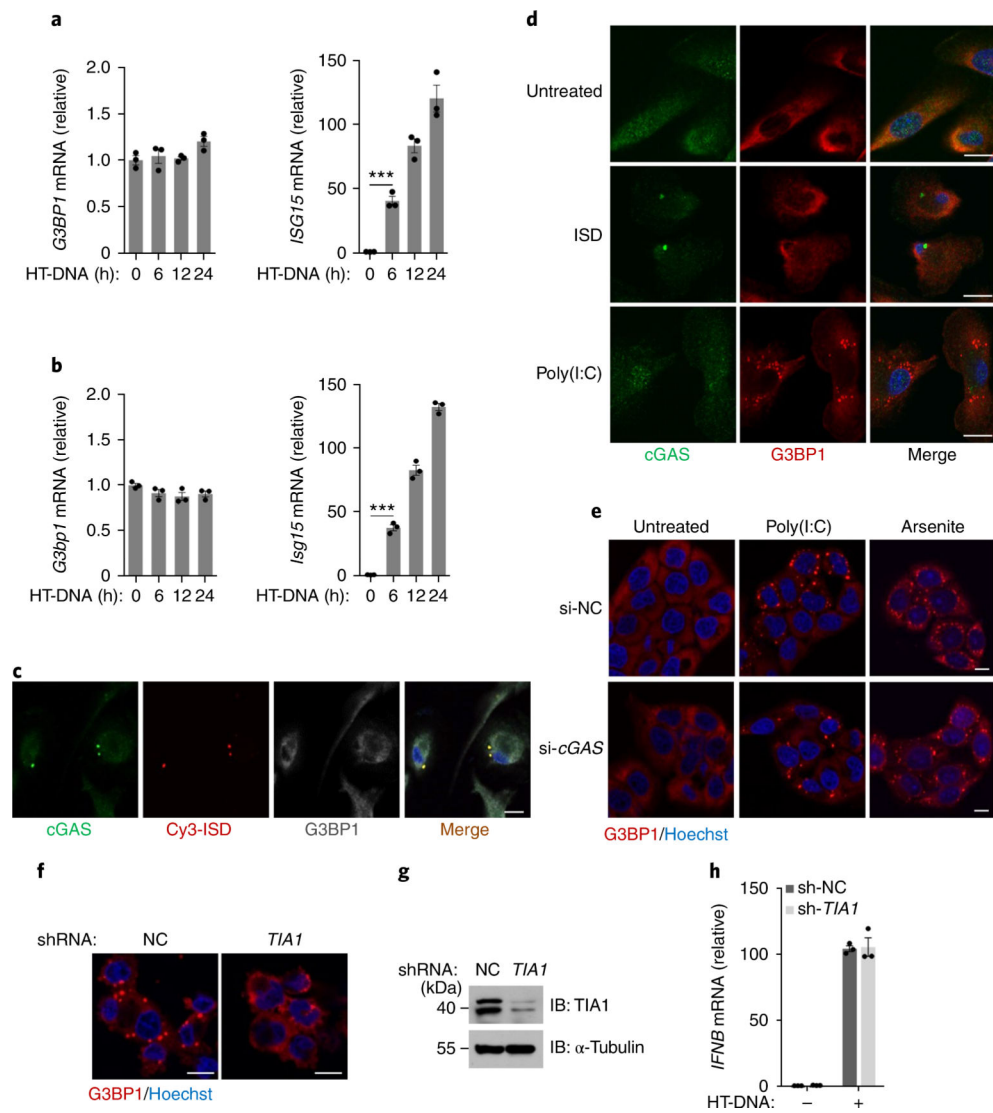 a
G3BP1 mRNA (relative)
2.0
1.5
1.0
0.5
0
HT-DNA (h): 0 6 12 24
ISG15 mRNA (relative)
150
100
50
0
***
HT-DNA (h): 0 6 12 24
b
G3bp1 mRNA (relative)
2.0
1.5
1.0
0.5
0
HT-DNA (h): 0 6 12 24
Isg15 mRNA (relative)
150
100
50
0
***
HT-DNA (h): 0 6 12 24
c
cGAS Cy3-ISD G3BP1 Merge
d
Untreated
ISD
Poly(I:C)
cGAS G3BP1 Merge
e
Untreated Poly(I:C) Arsenite
si-NC
si-cGAS
G3BP1/Hoechst
f
shRNA: NC TIA1
G3BP1/Hoechst
g
shRNA: NC TIA1
(kDa)
40 IB: TIA1
55 IB: α-Tubulin
h
IFNB mRNA (relative)
150
100
50
0
sh-NC
sh-TIA1
HT-DNA: – +